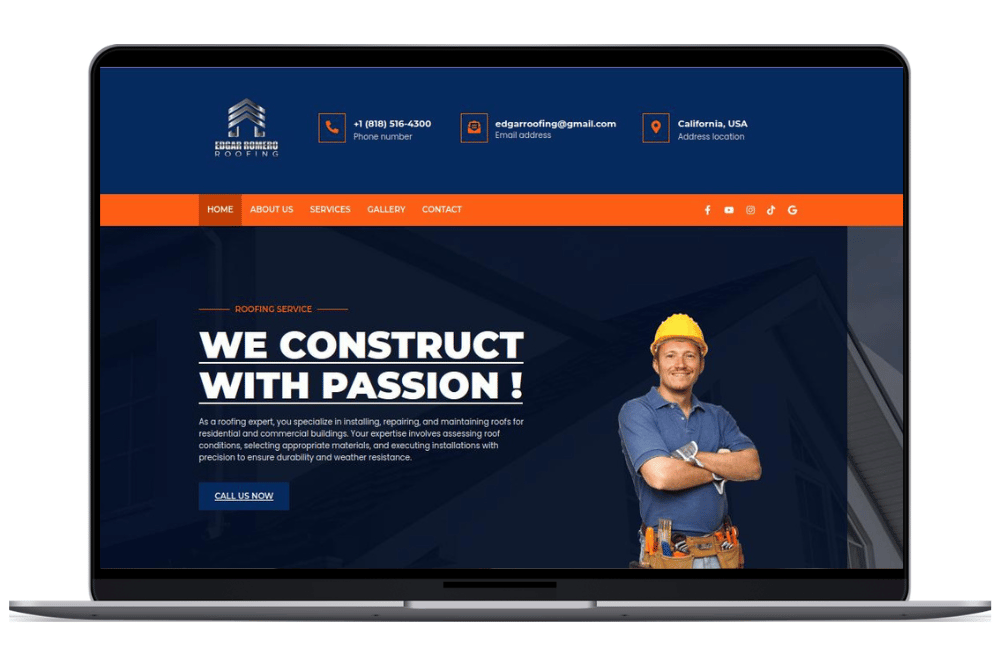 EDGAR ROMERO
ROOFING
+1 (818) 516-4300
Phone number
edgarroofing@gmail.com
Email address
California, USA
Address location
HOME ABOUT US SERVICES GALLERY CONTACT
ROOFING SERVICE
WE CONSTRUCT
WITH PASSION !
As a roofing expert, you specialize in installing, repairing, and maintaining roofs for
residential and commercial buildings. Your expertise involves assessing roof
conditions, selecting appropriate materials, and executing installations with
precision to ensure durability and weather resistance.
CALL US NOW